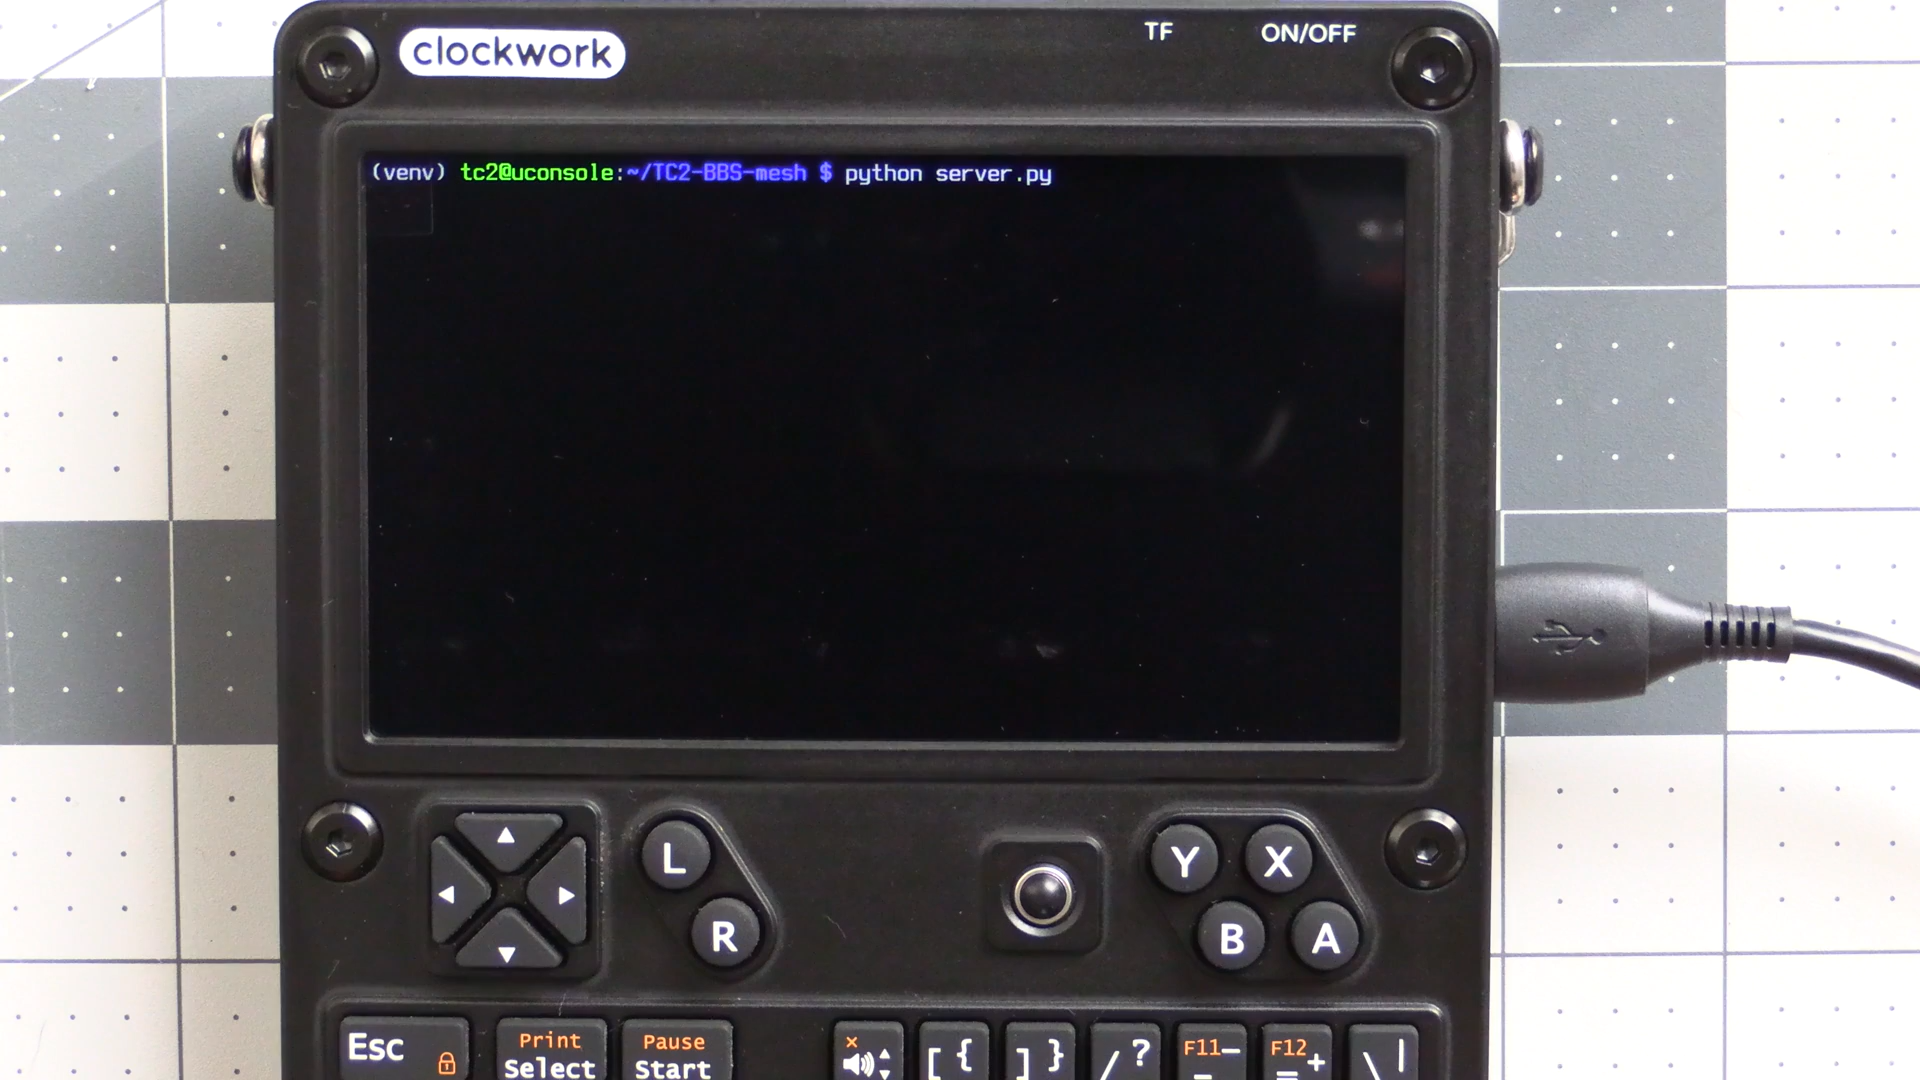 clockwork
TF ON/OFF
(venv) tc2@uconsole:~/TC2-BBS-mesh $ python server.py
L
R
Y X
B A
Esc
Print
Select
Pause
Start
[ {
] }
/ ?
F11 –
–
F12 +
=
\ |